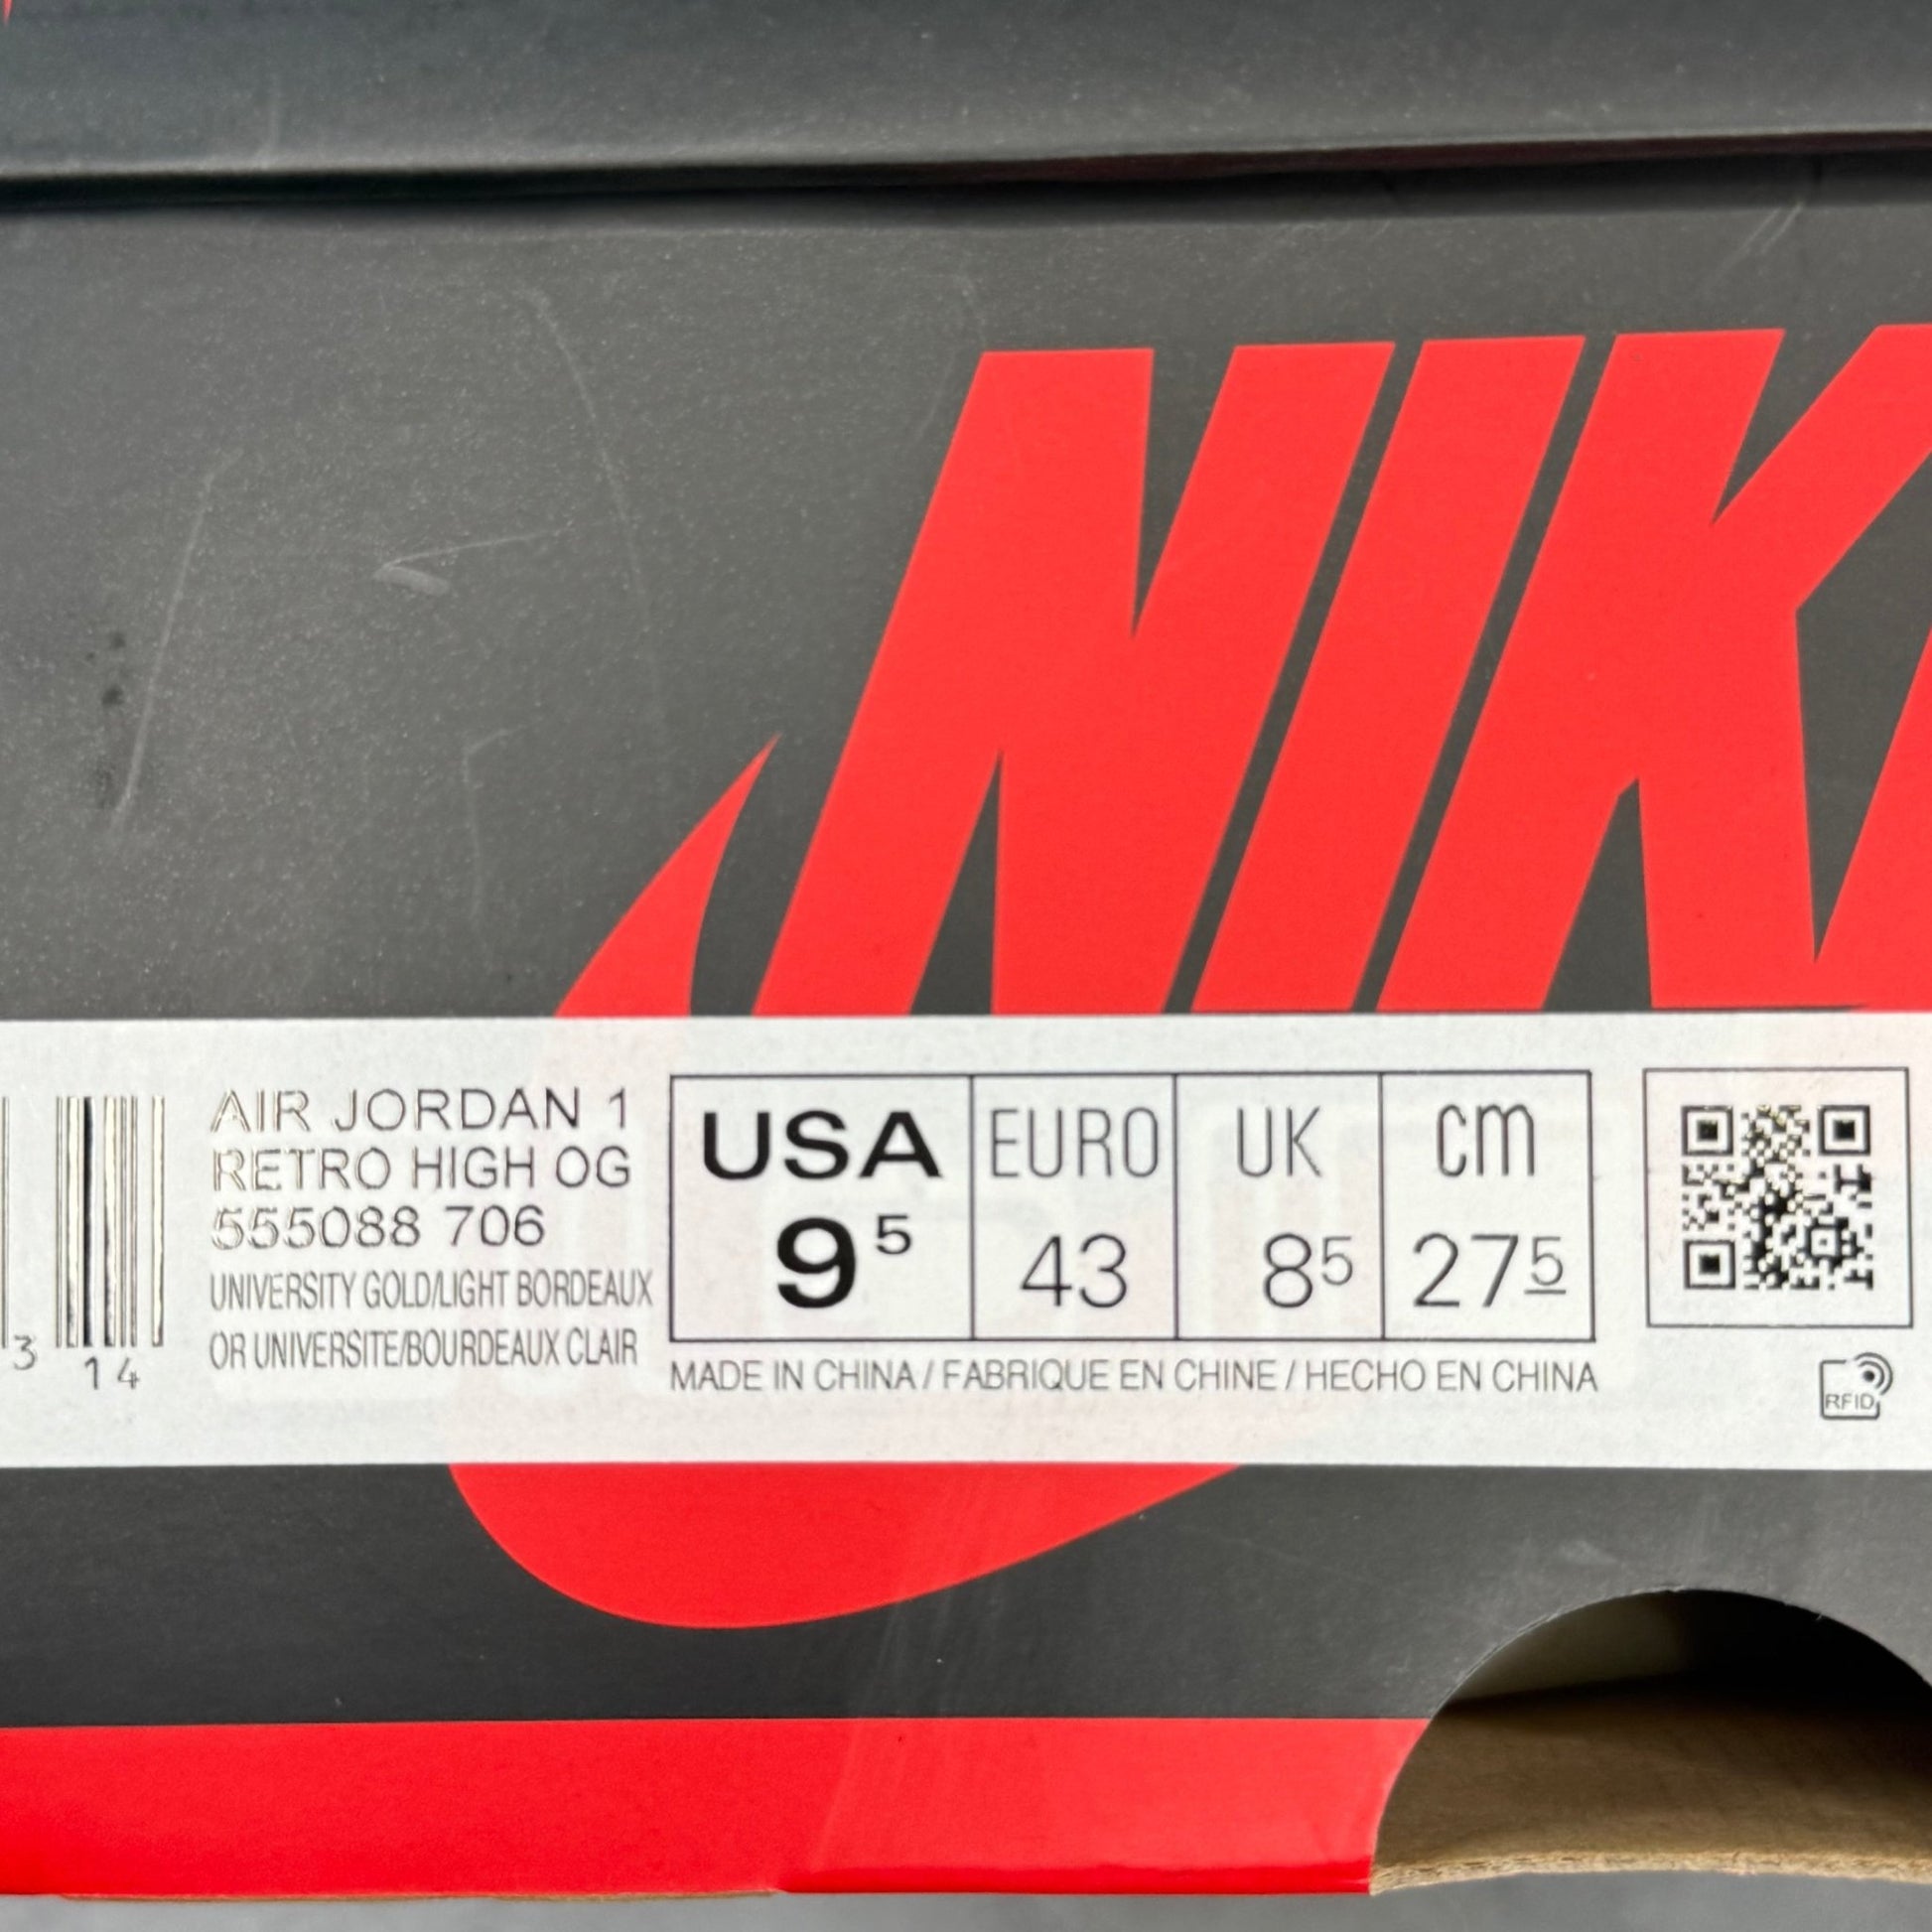 NIK
AIR JORDAN 1
RETRO HIGH OG
555088 706
UNIVERSITY GOLD/LIGHT BORDEAUX
OR UNIVERSITE/BOURDEAUX CLAIR
3
14
USA EURO UK cm
9 5 43 8 5 27 5
MADE IN CHINA / FABRIQUE EN CHINE / HECHO EN CHINA
RFID